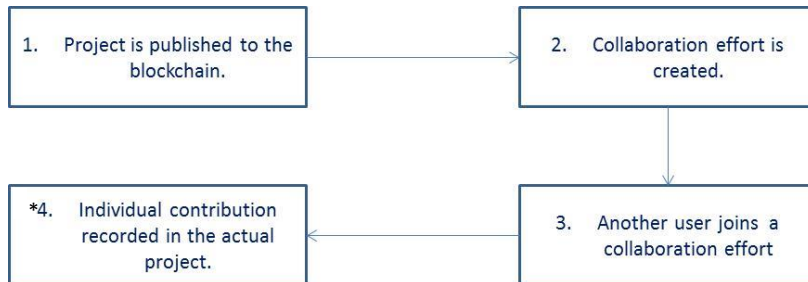 1. Project is published to the
blockchain.
2. Collaboration effort is
created.
3. Another user joins a
collaboration effort
*4. Individual contribution
recorded in the actual
project.